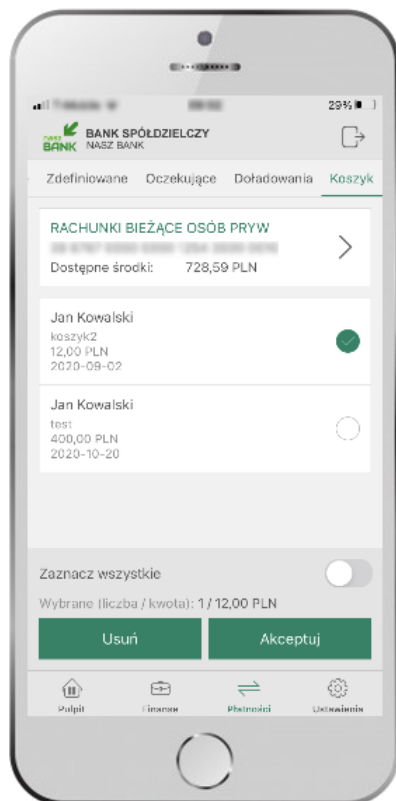 29%
nasz BANK
BANK SPÓŁDZIELCZY
NASZ BANK
Zdefiniowane Oczekujące Doładowania Koszyk
RACHUNKI BIEŻĄCE OSÓB PRYW
Dostępne środki: 728,59 PLN
Jan Kowalski
koszyk2
12,00 PLN
2020-09-02
Jan Kowalski
test
400,00 PLN
2020-10-20
Zaznacz wszystkie
Wybrane (liczba / kwota): 1 / 12,00 PLN
Usuń Akceptuj
Pulpit Finanse Płatności Ustawienia